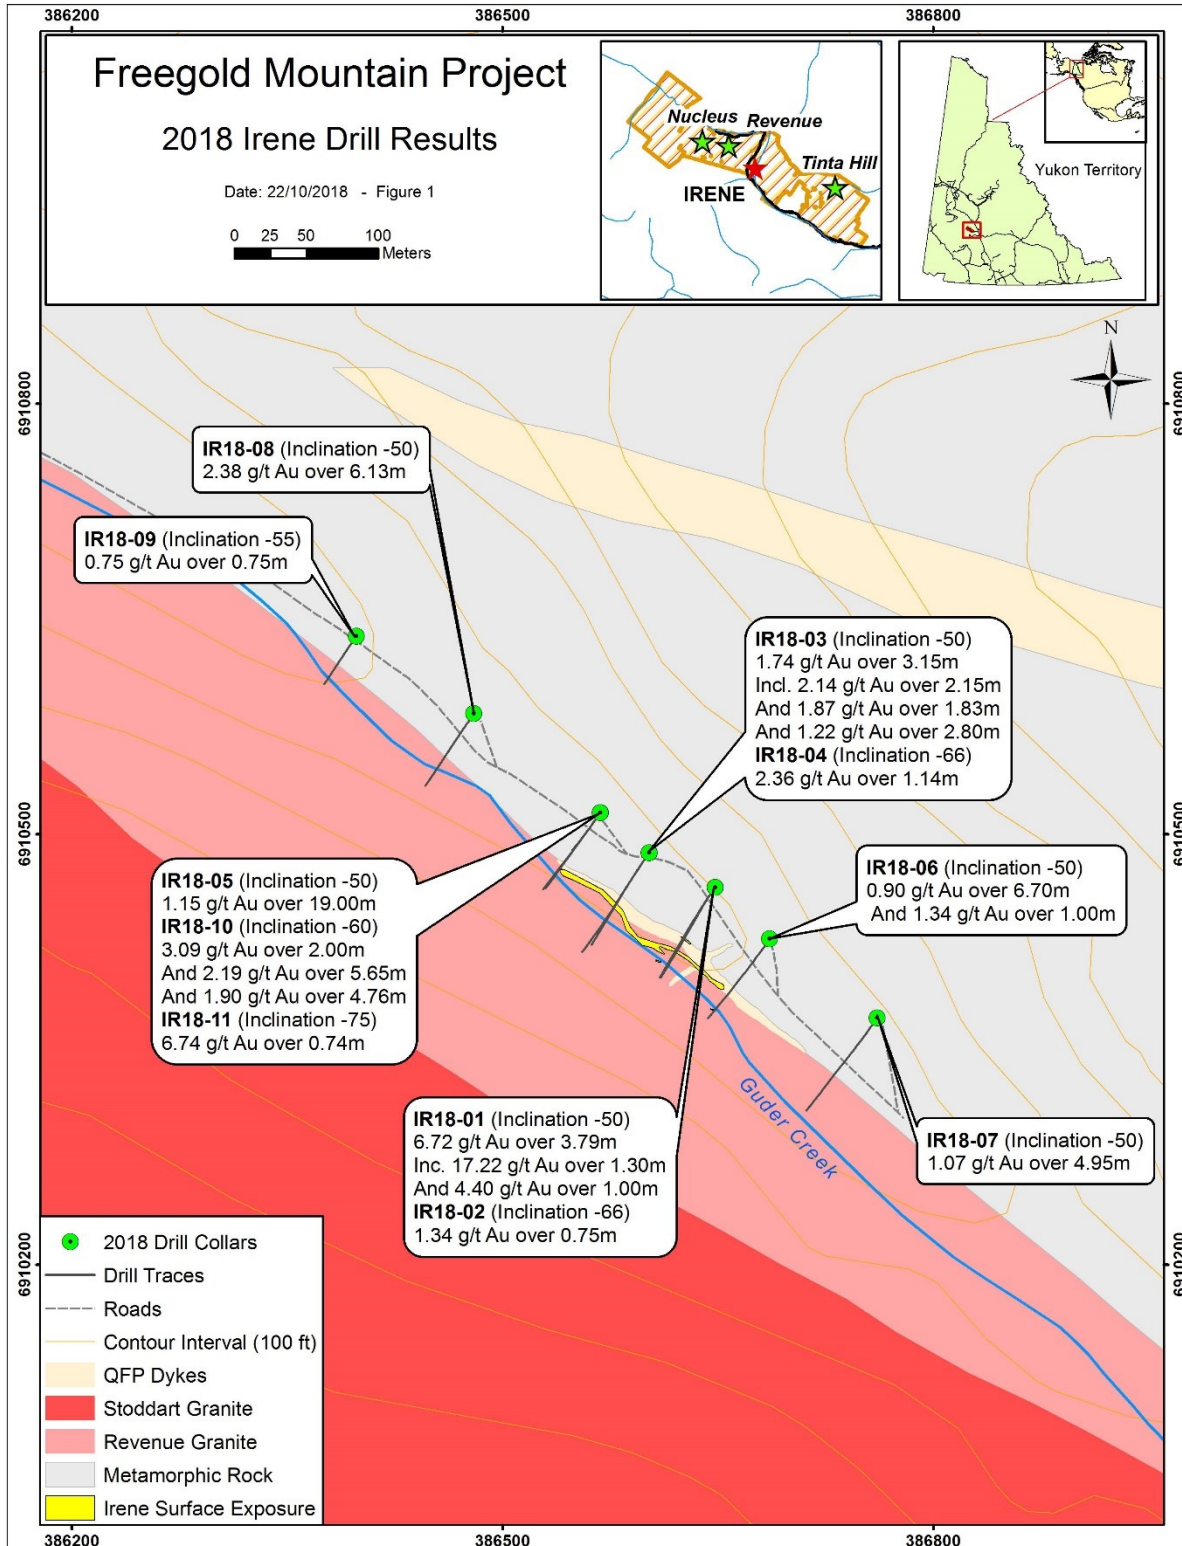 386200
386500
386800
Freegold Mountain Project
2018 Irene Drill Results
Date: 22/10/2018 - Figure 1
0 25 50 100
Meters
Nucleus
Revenue
Tinta Hill
IRENE
Yukon Territory
N
6910800
6910800
IR18-08 (Inclination -50)
2.38 g/t Au over 6.13m
IR18-09 (Inclination -55)
0.75 g/t Au over 0.75m
IR18-03 (Inclination -50)
1.74 g/t Au over 3.15m
Incl. 2.14 g/t Au over 2.15m
And 1.87 g/t Au over 1.83m
And 1.22 g/t Au over 2.80m
IR18-04 (Inclination -66)
2.36 g/t Au over 1.14m
6910500
6910500
IR18-05 (Inclination -50)
1.15 g/t Au over 19.00m
IR18-10 (Inclination -60)
3.09 g/t Au over 2.00m
And 2.19 g/t Au over 5.65m
And 1.90 g/t Au over 4.76m
IR18-11 (Inclination -75)
6.74 g/t Au over 0.74m
IR18-06 (Inclination -50)
0.90 g/t Au over 6.70m
And 1.34 g/t Au over 1.00m
IR18-01 (Inclination -50)
6.72 g/t Au over 3.79m
Inc. 17.22 g/t Au over 1.30m
And 4.40 g/t Au over 1.00m
IR18-02 (Inclination -66)
1.34 g/t Au over 0.75m
Guder Creek
IR18-07 (Inclination -50)
1.07 g/t Au over 4.95m
6910200
6910200
2018 Drill Collars
Drill Traces
Roads
Contour Interval (100 ft)
QFP Dykes
Stoddart Granite
Revenue Granite
Metamorphic Rock
Irene Surface Exposure
386200
386500
386800